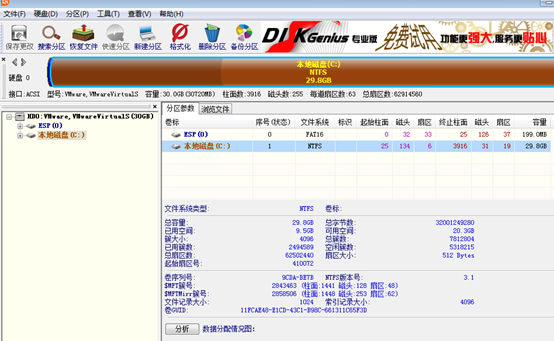 文件(F) 硬盘(D) 分区(P) 工具(T) 查看(V) 帮助(H)
保存更改 搜索分区 恢复文件 快速分区 新建分区 格式化 删除分区 备份分区 DISKGenius 专业版 免费试用 功能更强大,服务更贴心
硬盘 0
本地磁盘(C:)
NTFS
29.8GB
接口:ACSI 型号:VMware,VMwareVirtualS 容量:30.0GB(30720MB) 柱面数:3916 磁头数:255 每道扇区数:63 总扇区数:62914560
HD0:VMware,VMwareVirtualS(30GB)
ESP(0)
本地磁盘(C:)
分区参数 浏览文件
卷标 序号(状态) 文件系统 标识 起始柱面 磁头 扇区 终止柱面 磁头 扇区 容量
ESP(0) 0 FAT16 0 32 33 25 126 37 199.0MB
本地磁盘(C:) 1 NTFS 25 134 6 3916 31 19 29.8GB
文件系统类型: NTFS 卷标:
总容量: 29.8GB 总字节数: 32001249280
已用空间: 9.5GB 可用空间: 20.3GB
簇大小: 4096 总簇数: 7812804
已用簇数: 2494589 空闲簇数: 5318215
总扇区数: 62502440 扇区大小: 512 Bytes
起始扇区号: 410072
卷序列号: 9CDA-BE7B NTFS版本号: 3.1
$MFT簇号: 2843463 (柱面:1441 磁头:128 扇区:48)
$MFTMirr簇号: 2858506 (柱面:1448 磁头:253 扇区:62)
文件记录大小: 1024 索引记录大小: 4096
卷GUID: 11FCAE48-E1CD-43C1-B98C-661311C65F3D
分析 数据分配情况图: